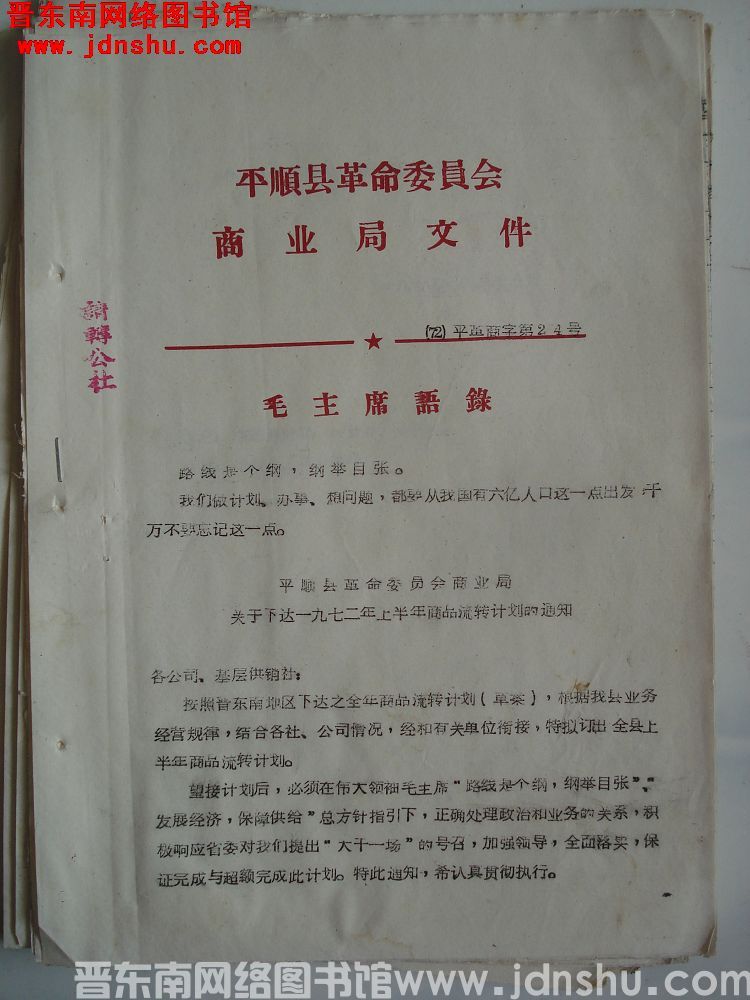 晋东南网络图书馆
www.jdnshu.com
平順县革命委員会
商业局文件
(72)平革商字第24号
請轉公社
毛主席語錄
路线是个纲，纲举目张。
我们做计划、办事、想问题，都要从我国有六亿人口这一点出发，千
万不要忘记这一点。
平顺县革命委员会商业局
关于下达一九七二年上半年商品流转计划的通知
各公司、基层供销社：
按照晋东南地区下达之全年商品流转计划（草案），根据我县业务
经营规律，结合各社、公司情况，经和有关单位衔接，特拟订出全县上
半年商品流转计划。
望接计划后，必须在伟大领袖毛主席“路线是个纲，纲举目张”、“
发展经济，保障供给”总方针指引下，正确处理政治和业务的关系，积
极响应省委对我们提出“大干一场”的号召，加强领导，全面落实，保
证完成与超额完成此计划。特此通知，希认真贯彻执行。
晋东南网络图书馆www.jdnshu.com